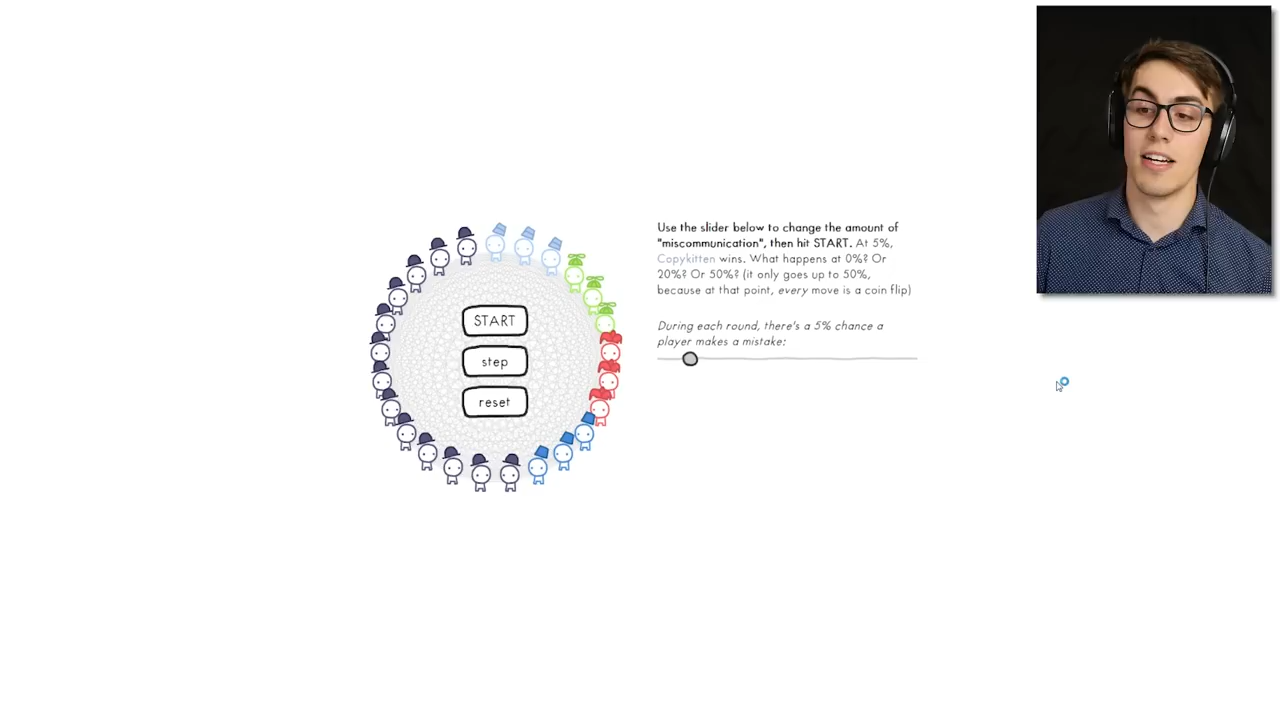 START
step
reset
Use the slider below to change the amount of
"miscommunication", then hit START. At 5%,
Copykitten wins. What happens at 0%? Or
20%? Or 50%? (it only goes up to 50%,
because at that point, every move is a coin flip)
During each round, there's a 5% chance a
player makes a mistake: